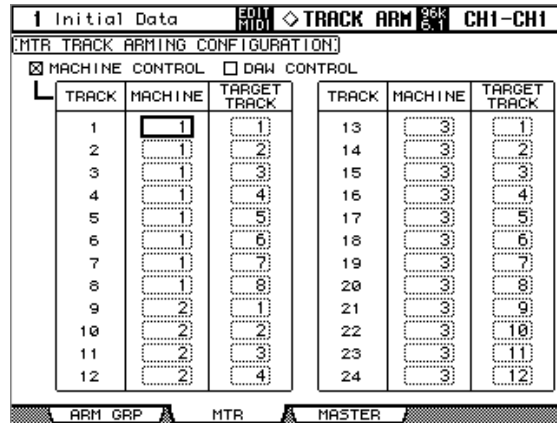 1 Initial Data EDIT MIDI ◇TRACK ARM 96k 6.1 CH1-CH1
MTR TRACK ARMING CONFIGURATION
☒ MACHINE CONTROL ☐ DAW CONTROL
TRACK MACHINE TARGET TRACK TRACK MACHINE TARGET TRACK
1 1 1 13 3 1
2 1 2 14 3 2
3 1 3 15 3 3
4 1 4 16 3 4
5 1 5 17 3 5
6 1 6 18 3 6
7 1 7 19 3 7
8 1 8 20 3 8
9 2 1 21 3 9
10 2 2 22 3 10
11 2 3 23 3 11
12 2 4 24 3 12
ARM GRP MTR MASTER